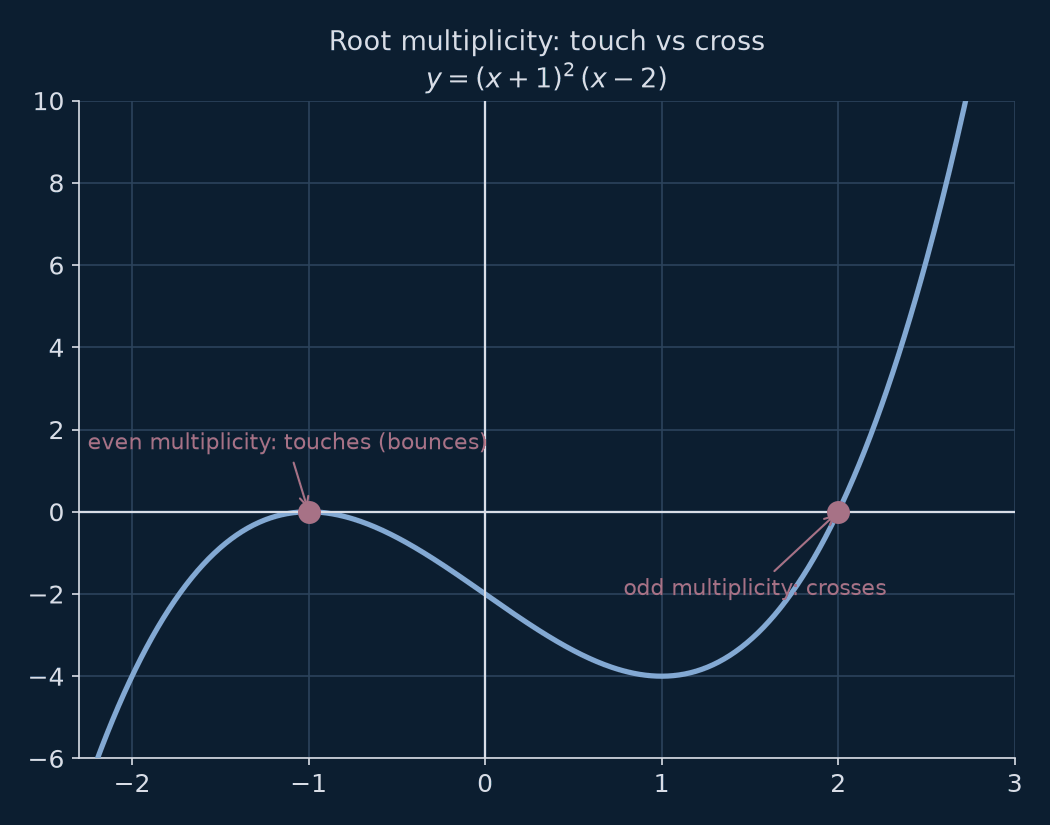 Root multiplicity: touch vs cross
y = (x + 1)² (x − 2)
10
8
6
4
2
even multiplicity: touches (bounces)
0
odd multiplicity: crosses
−2
−4
−6
−2 −1 0 1 2 3